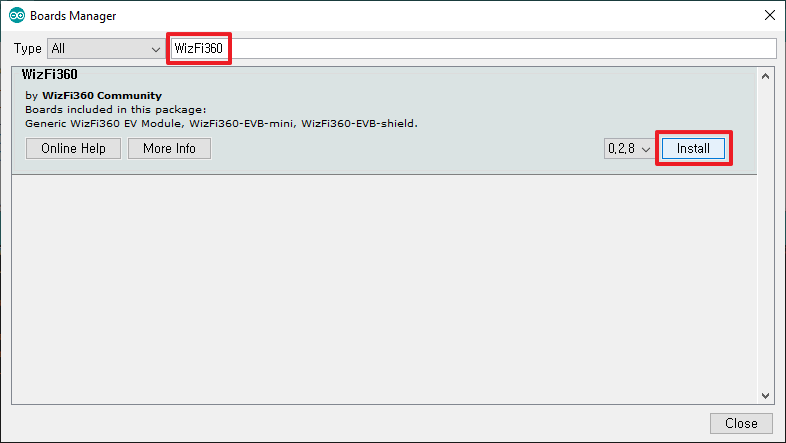 Boards Manager
Type All WizFi360
WizFi360
by WizFi360 Community
Boards included in this package:
Generic WizFi360 EV Module, WizFi360-EVB-mini, WizFi360-EVB-shield.
Online Help More Info 0,2,8 Install
Close